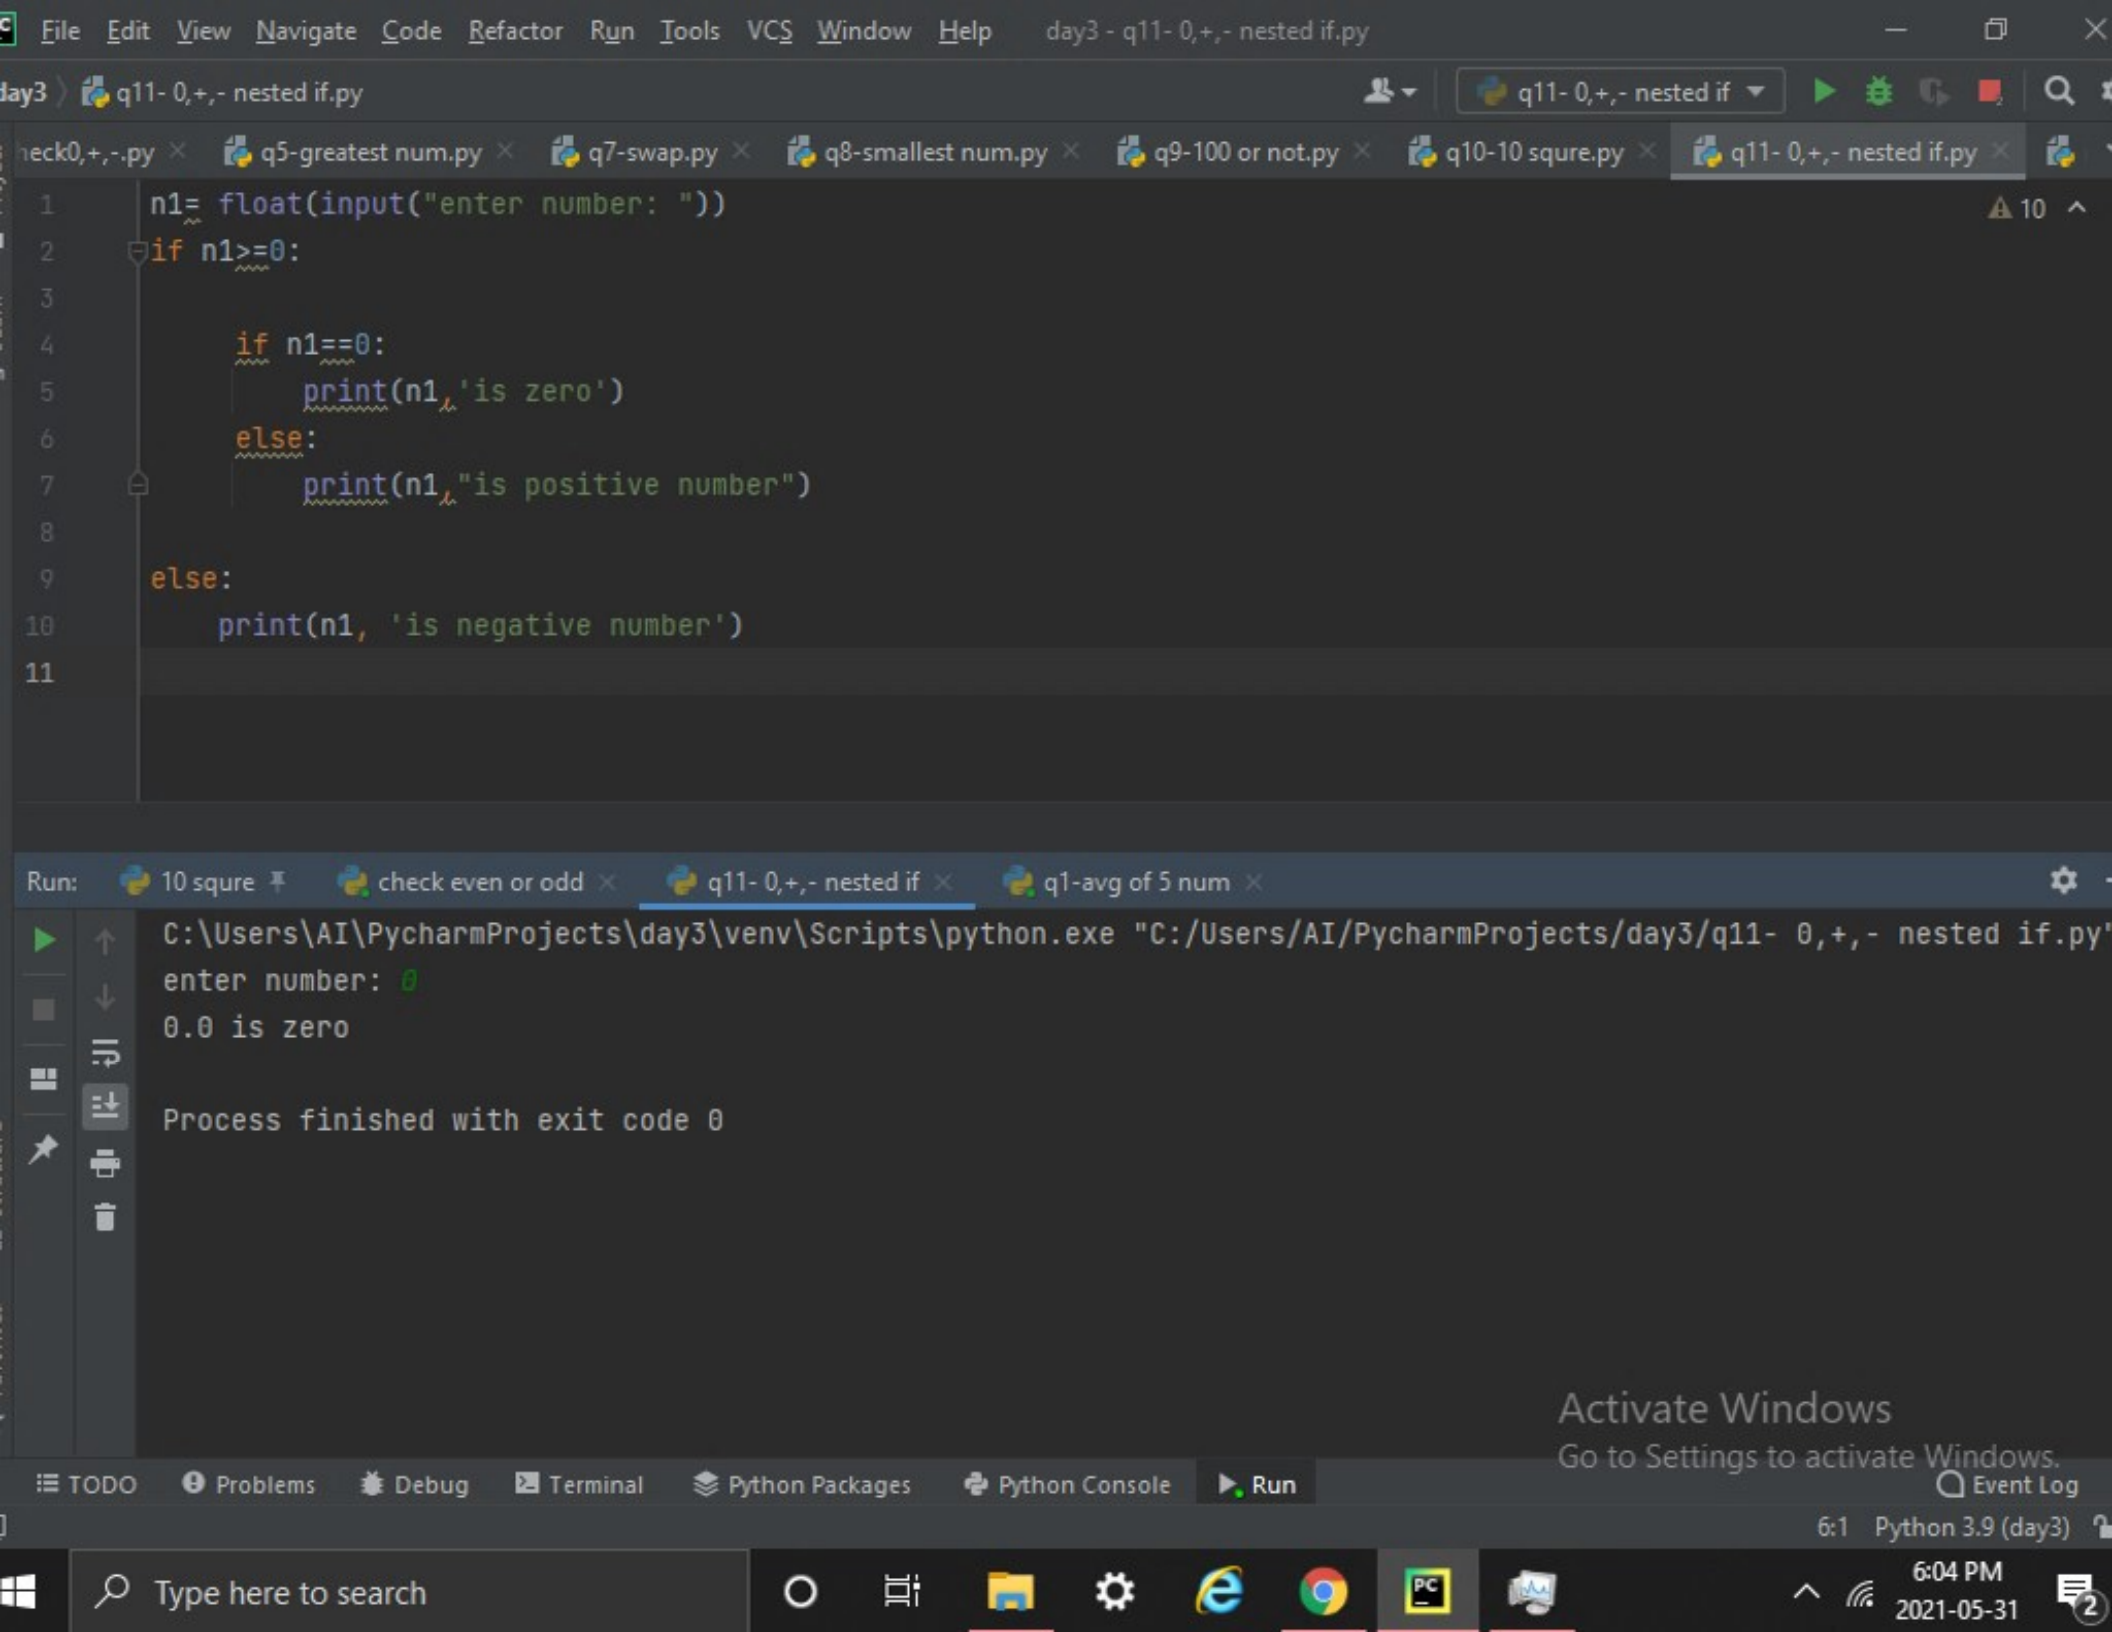 File Edit View Navigate Code Refactor Run Tools VCS Window Help day3 - q11- 0,+,- nested if.py
day3 q11- 0,+,- nested if.py q11- 0,+,- nested if
heck0,+,-.py q5-greatest num.py q7-swap.py q8-smallest num.py q9-100 or not.py q10-10 squre.py q11- 0,+,- nested if.py
1 n1= float(input("enter number: ")) 10
2 if n1>=0:
3
4 if n1==0:
5 print(n1,'is zero')
6 else:
7 print(n1,"is positive number")
8
9 else:
10 print(n1, 'is negative number')
11
Run: 10 squre check even or odd q11- 0,+,- nested if q1-avg of 5 num
C:\Users\AI\PycharmProjects\day3\venv\Scripts\python.exe "C:/Users/AI/PycharmProjects/day3/q11- 0,+,- nested if.py"
enter number: 0
0.0 is zero
Process finished with exit code 0
Activate Windows
Go to Settings to activate Windows.
TODO Problems Debug Terminal Python Packages Python Console Run Event Log
6:1 Python 3.9 (day3)
Type here to search PC 6:04 PM
2021-05-31 2